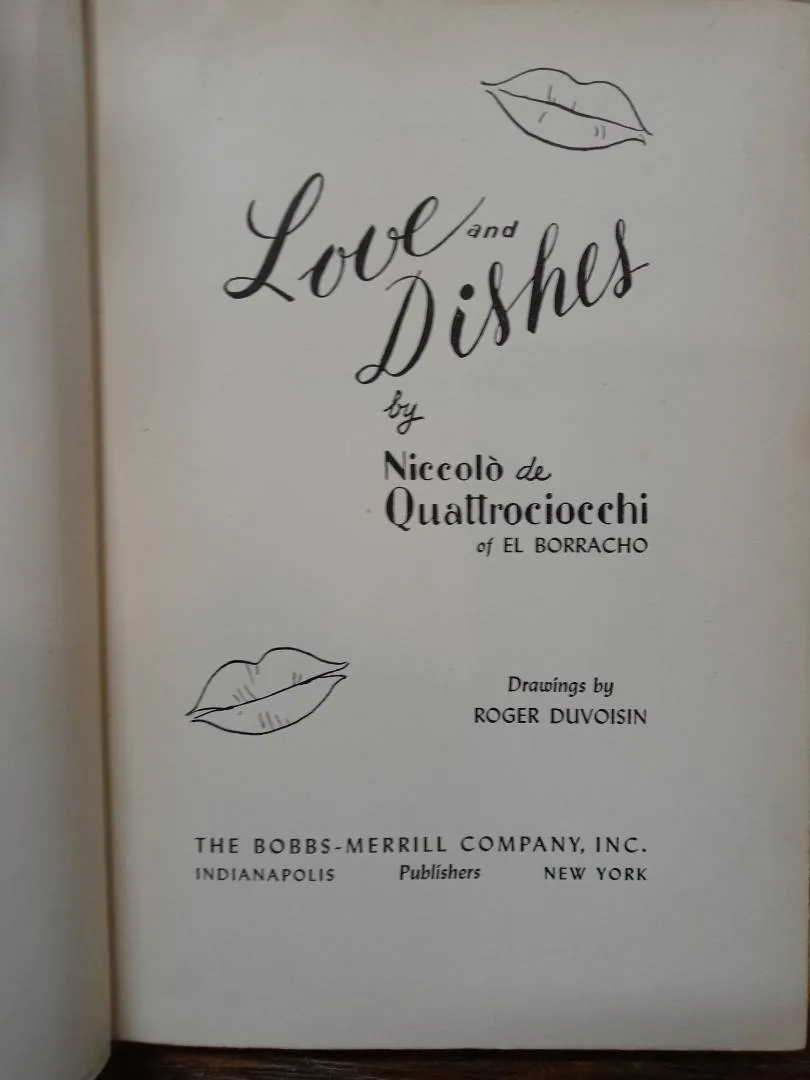 Love and
Dishes
by
Niccolò de
Quattrociocchi
of EL BORRACHO
Drawings by
ROGER DUVOISIN
THE BOBBS-MERRILL COMPANY, INC.
INDIANAPOLIS Publishers NEW YORK